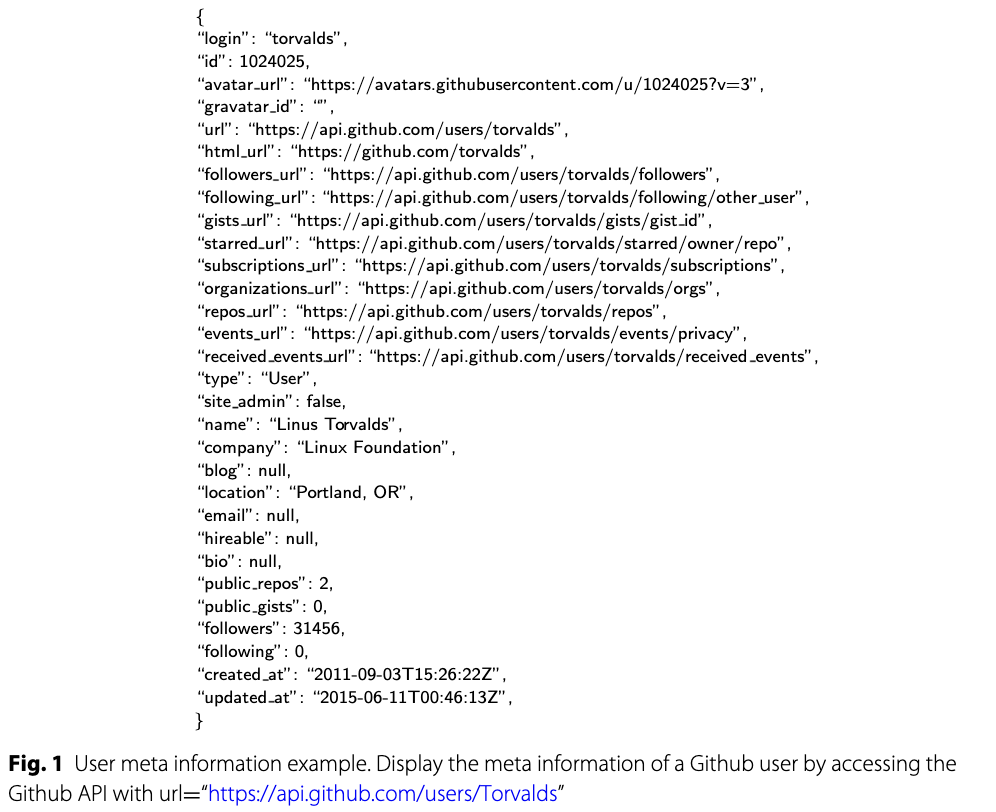 {
“login”: “torvalds”,
“id”: 1024025,
“avatar_url”: “https://avatars.githubusercontent.com/u/1024025?v=3”,
“gravatar_id”: “”,
“url”: “https://api.github.com/users/torvalds”,
“html_url”: “https://github.com/torvalds”,
“followers_url”: “https://api.github.com/users/torvalds/followers”,
“following_url”: “https://api.github.com/users/torvalds/following/other_user”,
“gists_url”: “https://api.github.com/users/torvalds/gists/gist_id”,
“starred_url”: “https://api.github.com/users/torvalds/starred/owner/repo”,
“subscriptions_url”: “https://api.github.com/users/torvalds/subscriptions”,
“organizations_url”: “https://api.github.com/users/torvalds/orgs”,
“repos_url”: “https://api.github.com/users/torvalds/repos”,
“events_url”: “https://api.github.com/users/torvalds/events/privacy”,
“received_events_url”: “https://api.github.com/users/torvalds/received_events”,
“type”: “User”,
“site_admin”: false,
“name”: “Linus Torvalds”,
“company”: “Linux Foundation”,
“blog”: null,
“location”: “Portland, OR”,
“email”: null,
“hireable”: null,
“bio”: null,
“public_repos”: 2,
“public_gists”: 0,
“followers”: 31456,
“following”: 0,
“created_at”: “2011-09-03T15:26:22Z”,
“updated_at”: “2015-06-11T00:46:13Z”,
}
Fig. 1 User meta information example. Display the meta information of a Github user by accessing the
Github API with url=“https://api.github.com/users/Torvalds”